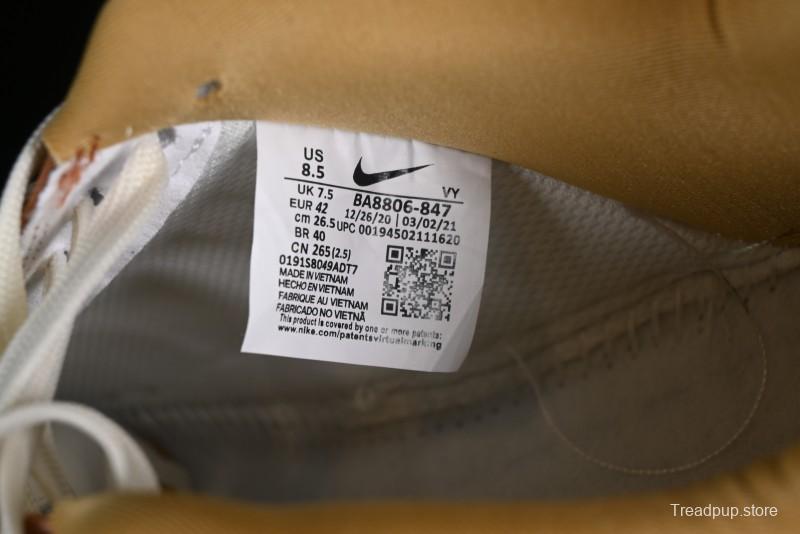 US
8.5
VY
UK 7.5
BA8806-847
EUR 42
12/26/20 | 03/02/21
cm 26.5
UPC 00194502111620
BR 40
CN 265(2.5)
0191S8049ADT7
MADE IN VIETNAM
HECHO EN VIETNAM
FABRIQUE AU VIETNAM
FABRICADO NO VIETNÃ
This product is covered by one or more patents:
www.nike.com/patentsvirtualmarking
Treadpup.store